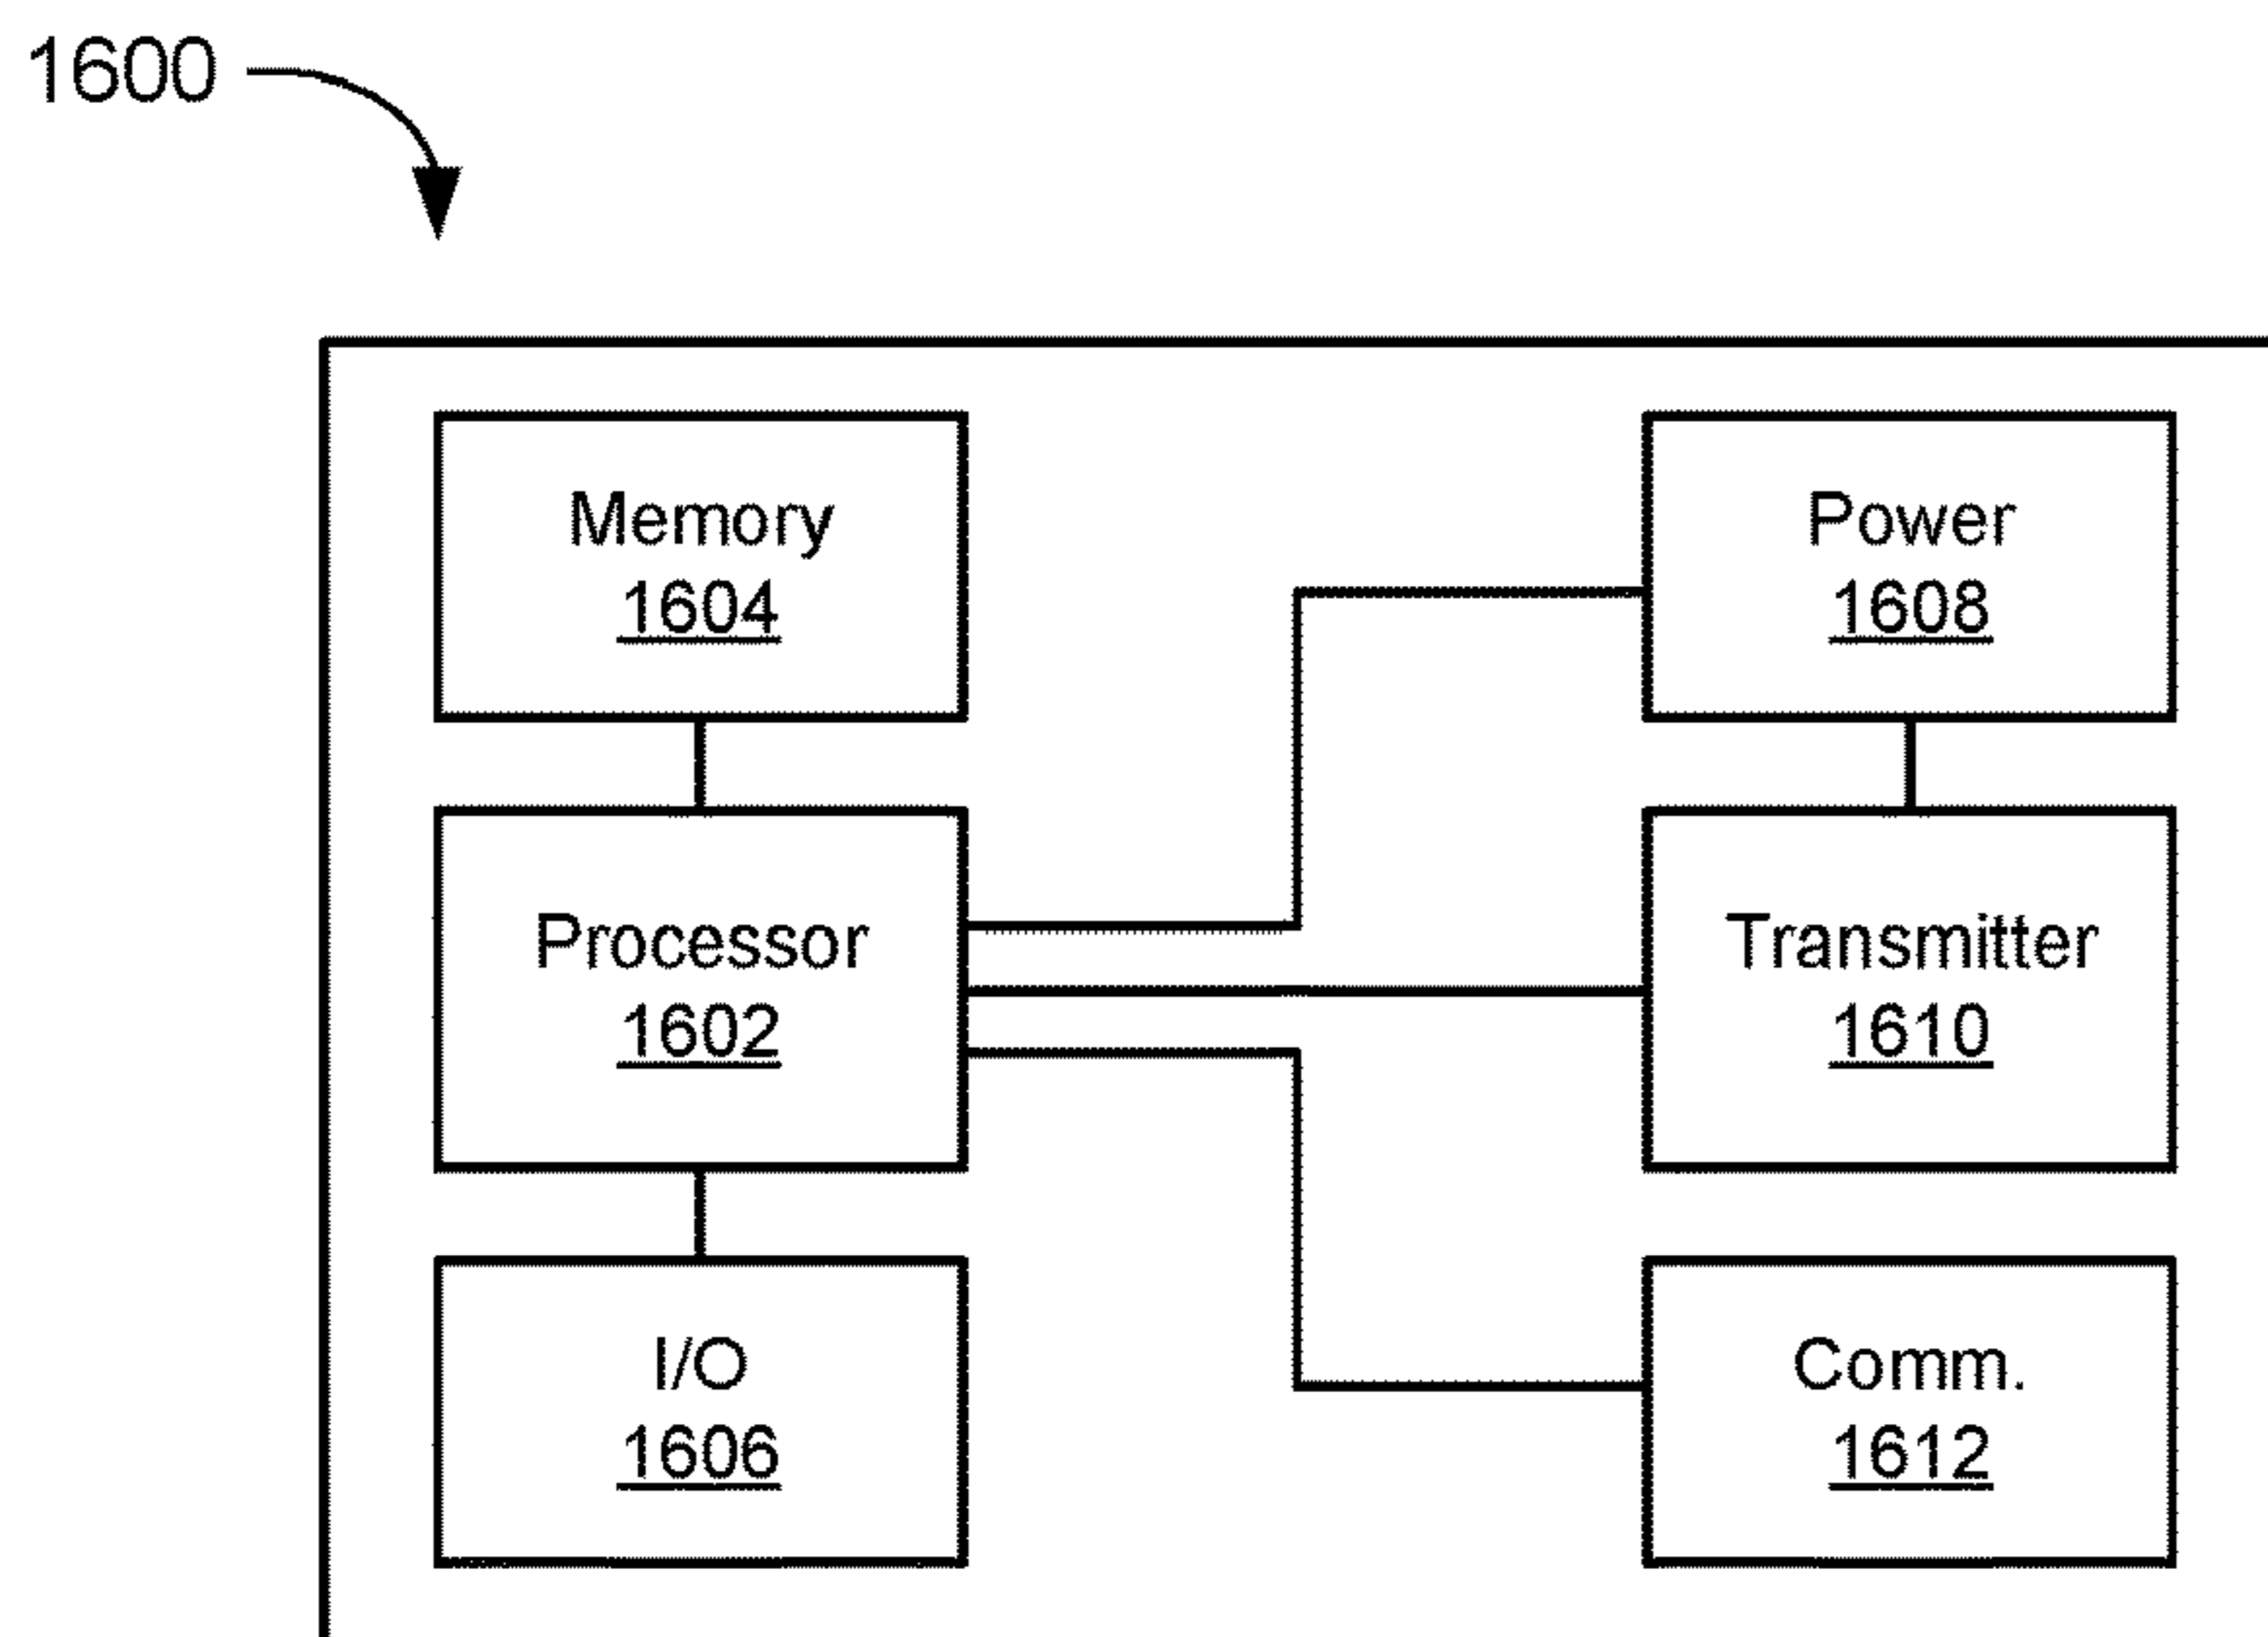 1600
Memory
1604
Power
1608
Processor
1602
Transmitter
1610
I/O
1606
Comm.
1612